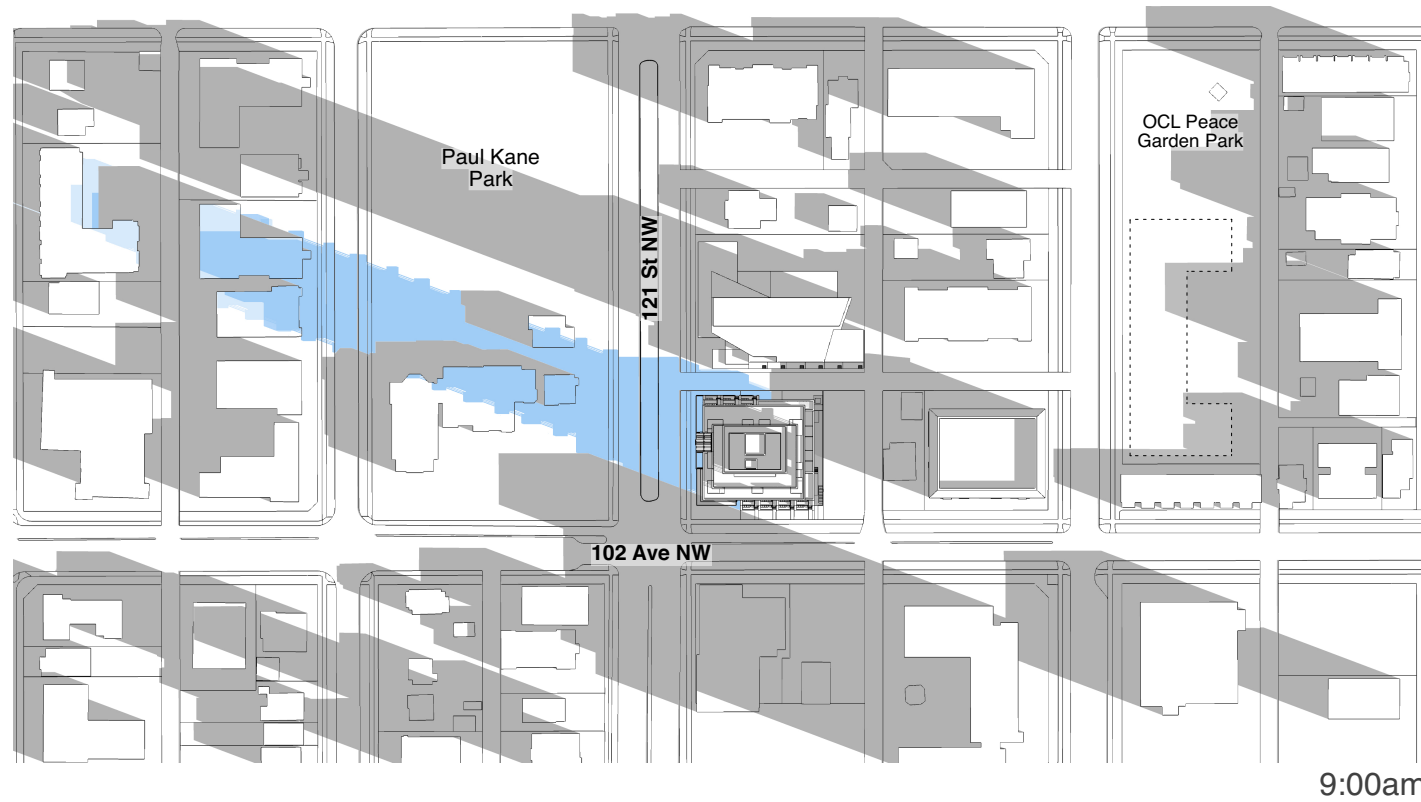 Paul Kane
Park
OCL Peace
Garden Park
121 St NW
102 Ave NW
9:00am